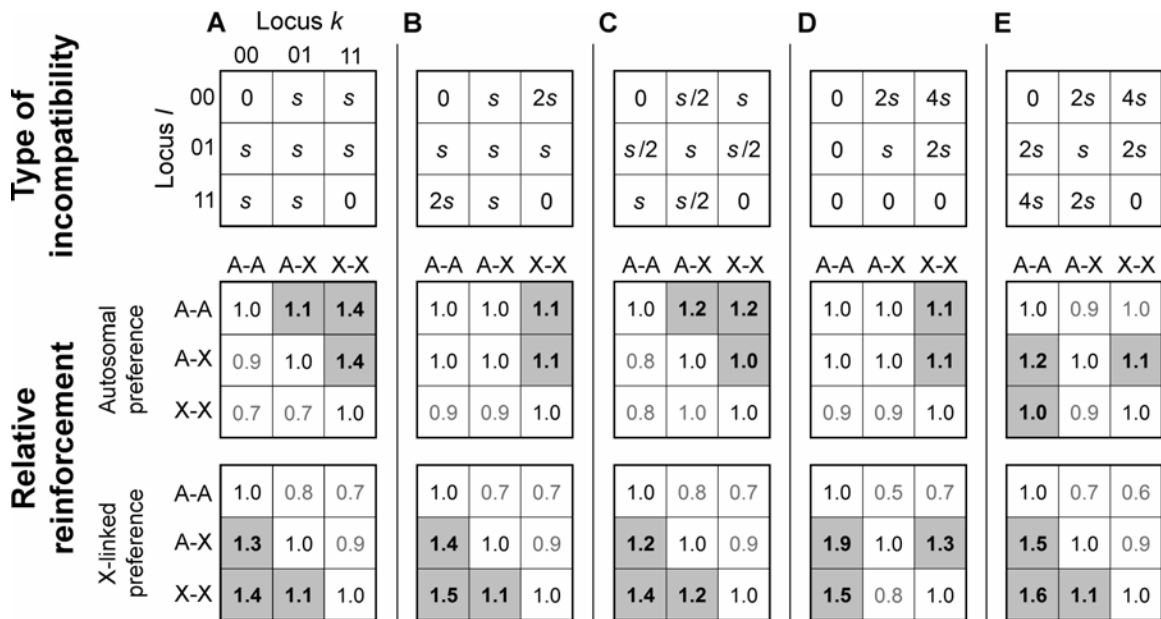 A B C D E
Locus k
00 01 11
Type of incompatibility
Locus l
00 0 s s 0 s 2s 0 s/2 s 0 2s 4s 0 2s 4s
01 s s s s s s s/2 s s/2 0 s 2s 2s s 2s
11 s s 0 2s s 0 s s/2 0 0 0 0 4s 2s 0
Relative reinforcement
Autosomal preference
A-A A-X X-X A-A A-X X-X A-A A-X X-X A-A A-X X-X A-A A-X X-X
A-A 1.0 1.1 1.4 1.0 1.0 1.1 1.0 1.2 1.2 1.0 1.0 1.1 1.0 0.9 1.0
A-X 0.9 1.0 1.4 1.0 1.0 1.1 0.8 1.0 1.0 1.0 1.0 1.1 1.2 1.0 1.1
X-X 0.7 0.7 1.0 0.9 0.9 1.0 0.8 1.0 1.0 0.9 0.9 1.0 1.0 0.9 1.0
X-linked preference
A-A 1.0 0.8 0.7 1.0 0.7 0.7 1.0 0.8 0.7 1.0 0.5 0.7 1.0 0.7 0.6
A-X 1.3 1.0 0.9 1.4 1.0 0.9 1.2 1.0 0.9 1.9 1.0 1.3 1.5 1.0 0.9
X-X 1.4 1.1 1.0 1.5 1.1 1.0 1.4 1.2 1.0 1.5 0.8 1.0 1.6 1.1 1.0